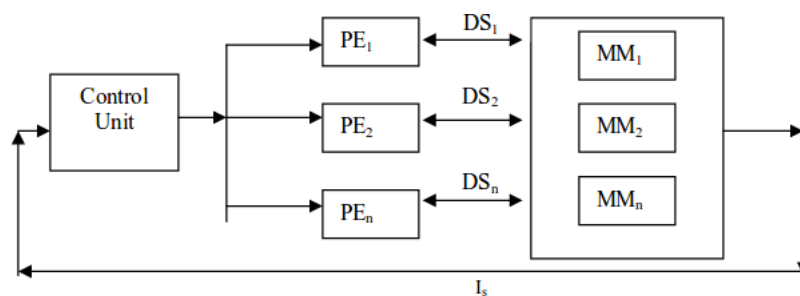 Control
Unit
PE₁
DS₁
MM₁
PE₂
DS₂
MM₂
PEₙ
DSₙ
MMₙ
Iₛ